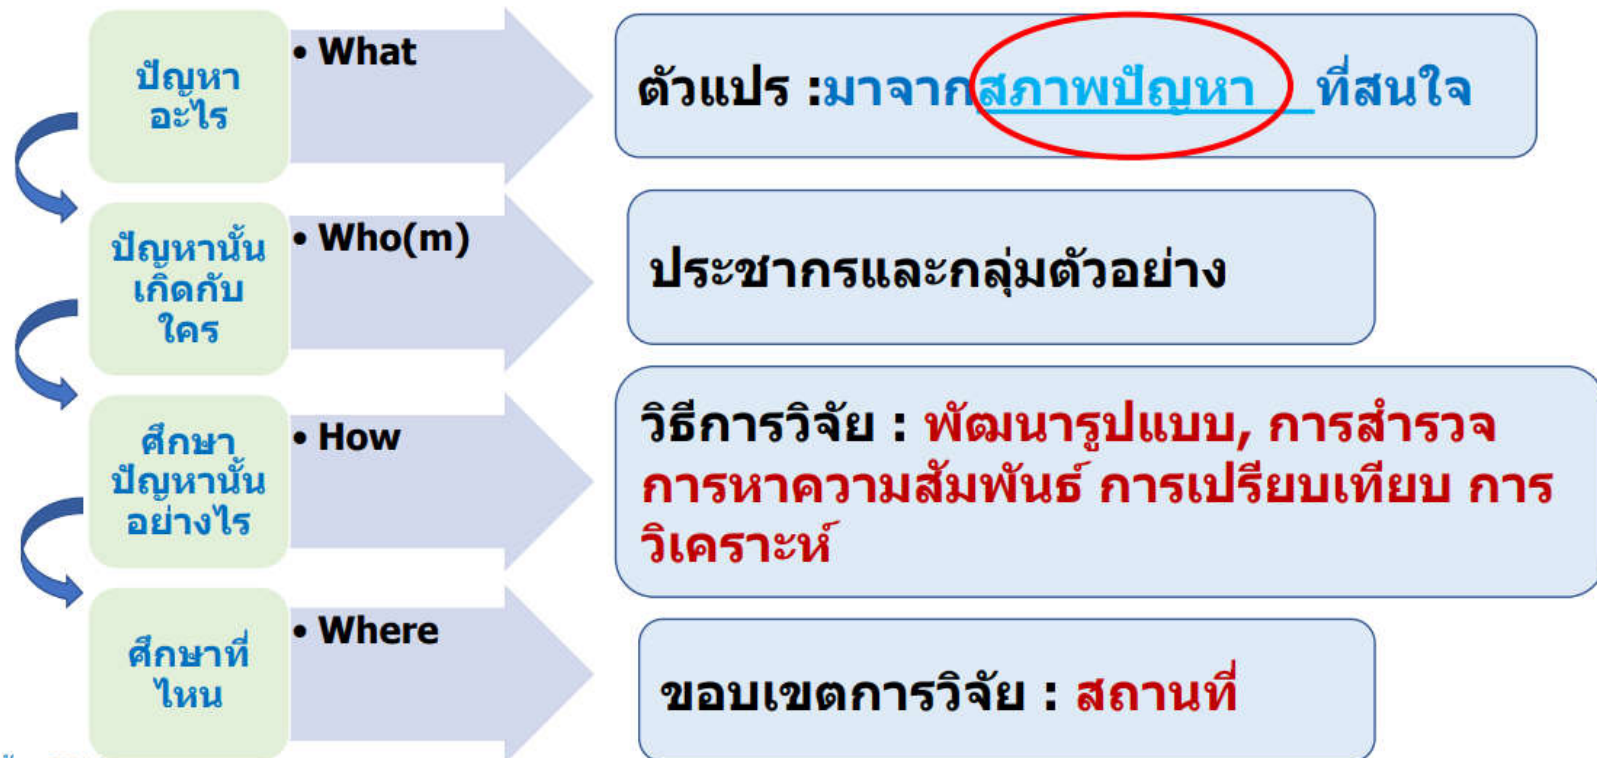 ปัญหา
อะไร
• What
ตัวแปร :มาจากสภาพปัญหา ที่สนใจ
ปัญหานั้น
เกิดกับ
ใคร
• Who(m)
ประชากรและกลุ่มตัวอย่าง
ศึกษา
ปัญหานั้น
อย่างไร
• How
วิธีการวิจัย : พัฒนารูปแบบ, การสำรวจ
การหาความสัมพันธ์ การเปรียบเทียบ การ
วิเคราะห์
ศึกษาที่
ไหน
• Where
ขอบเขตการวิจัย : สถานที่